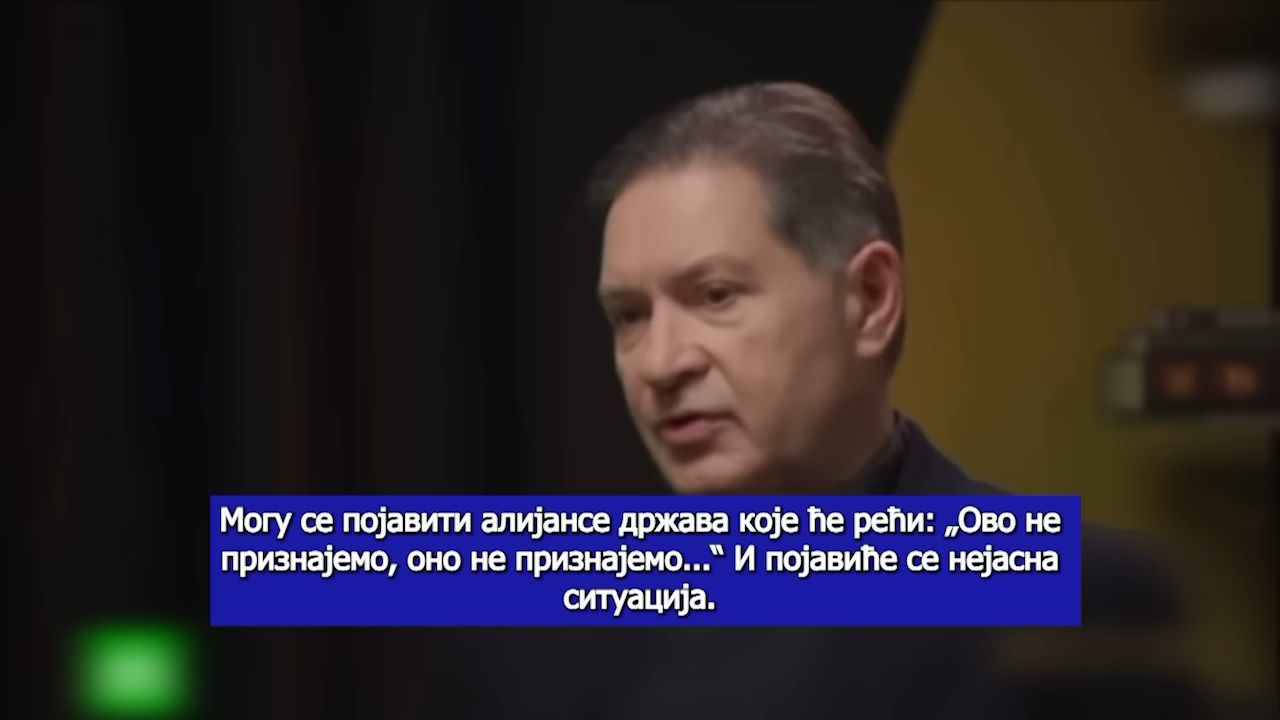 Могу се појавити алијансе држава које ће рећи: „Ово не
признајемо, оно не признајемо...“ И појавиће се нејасна
ситуација.